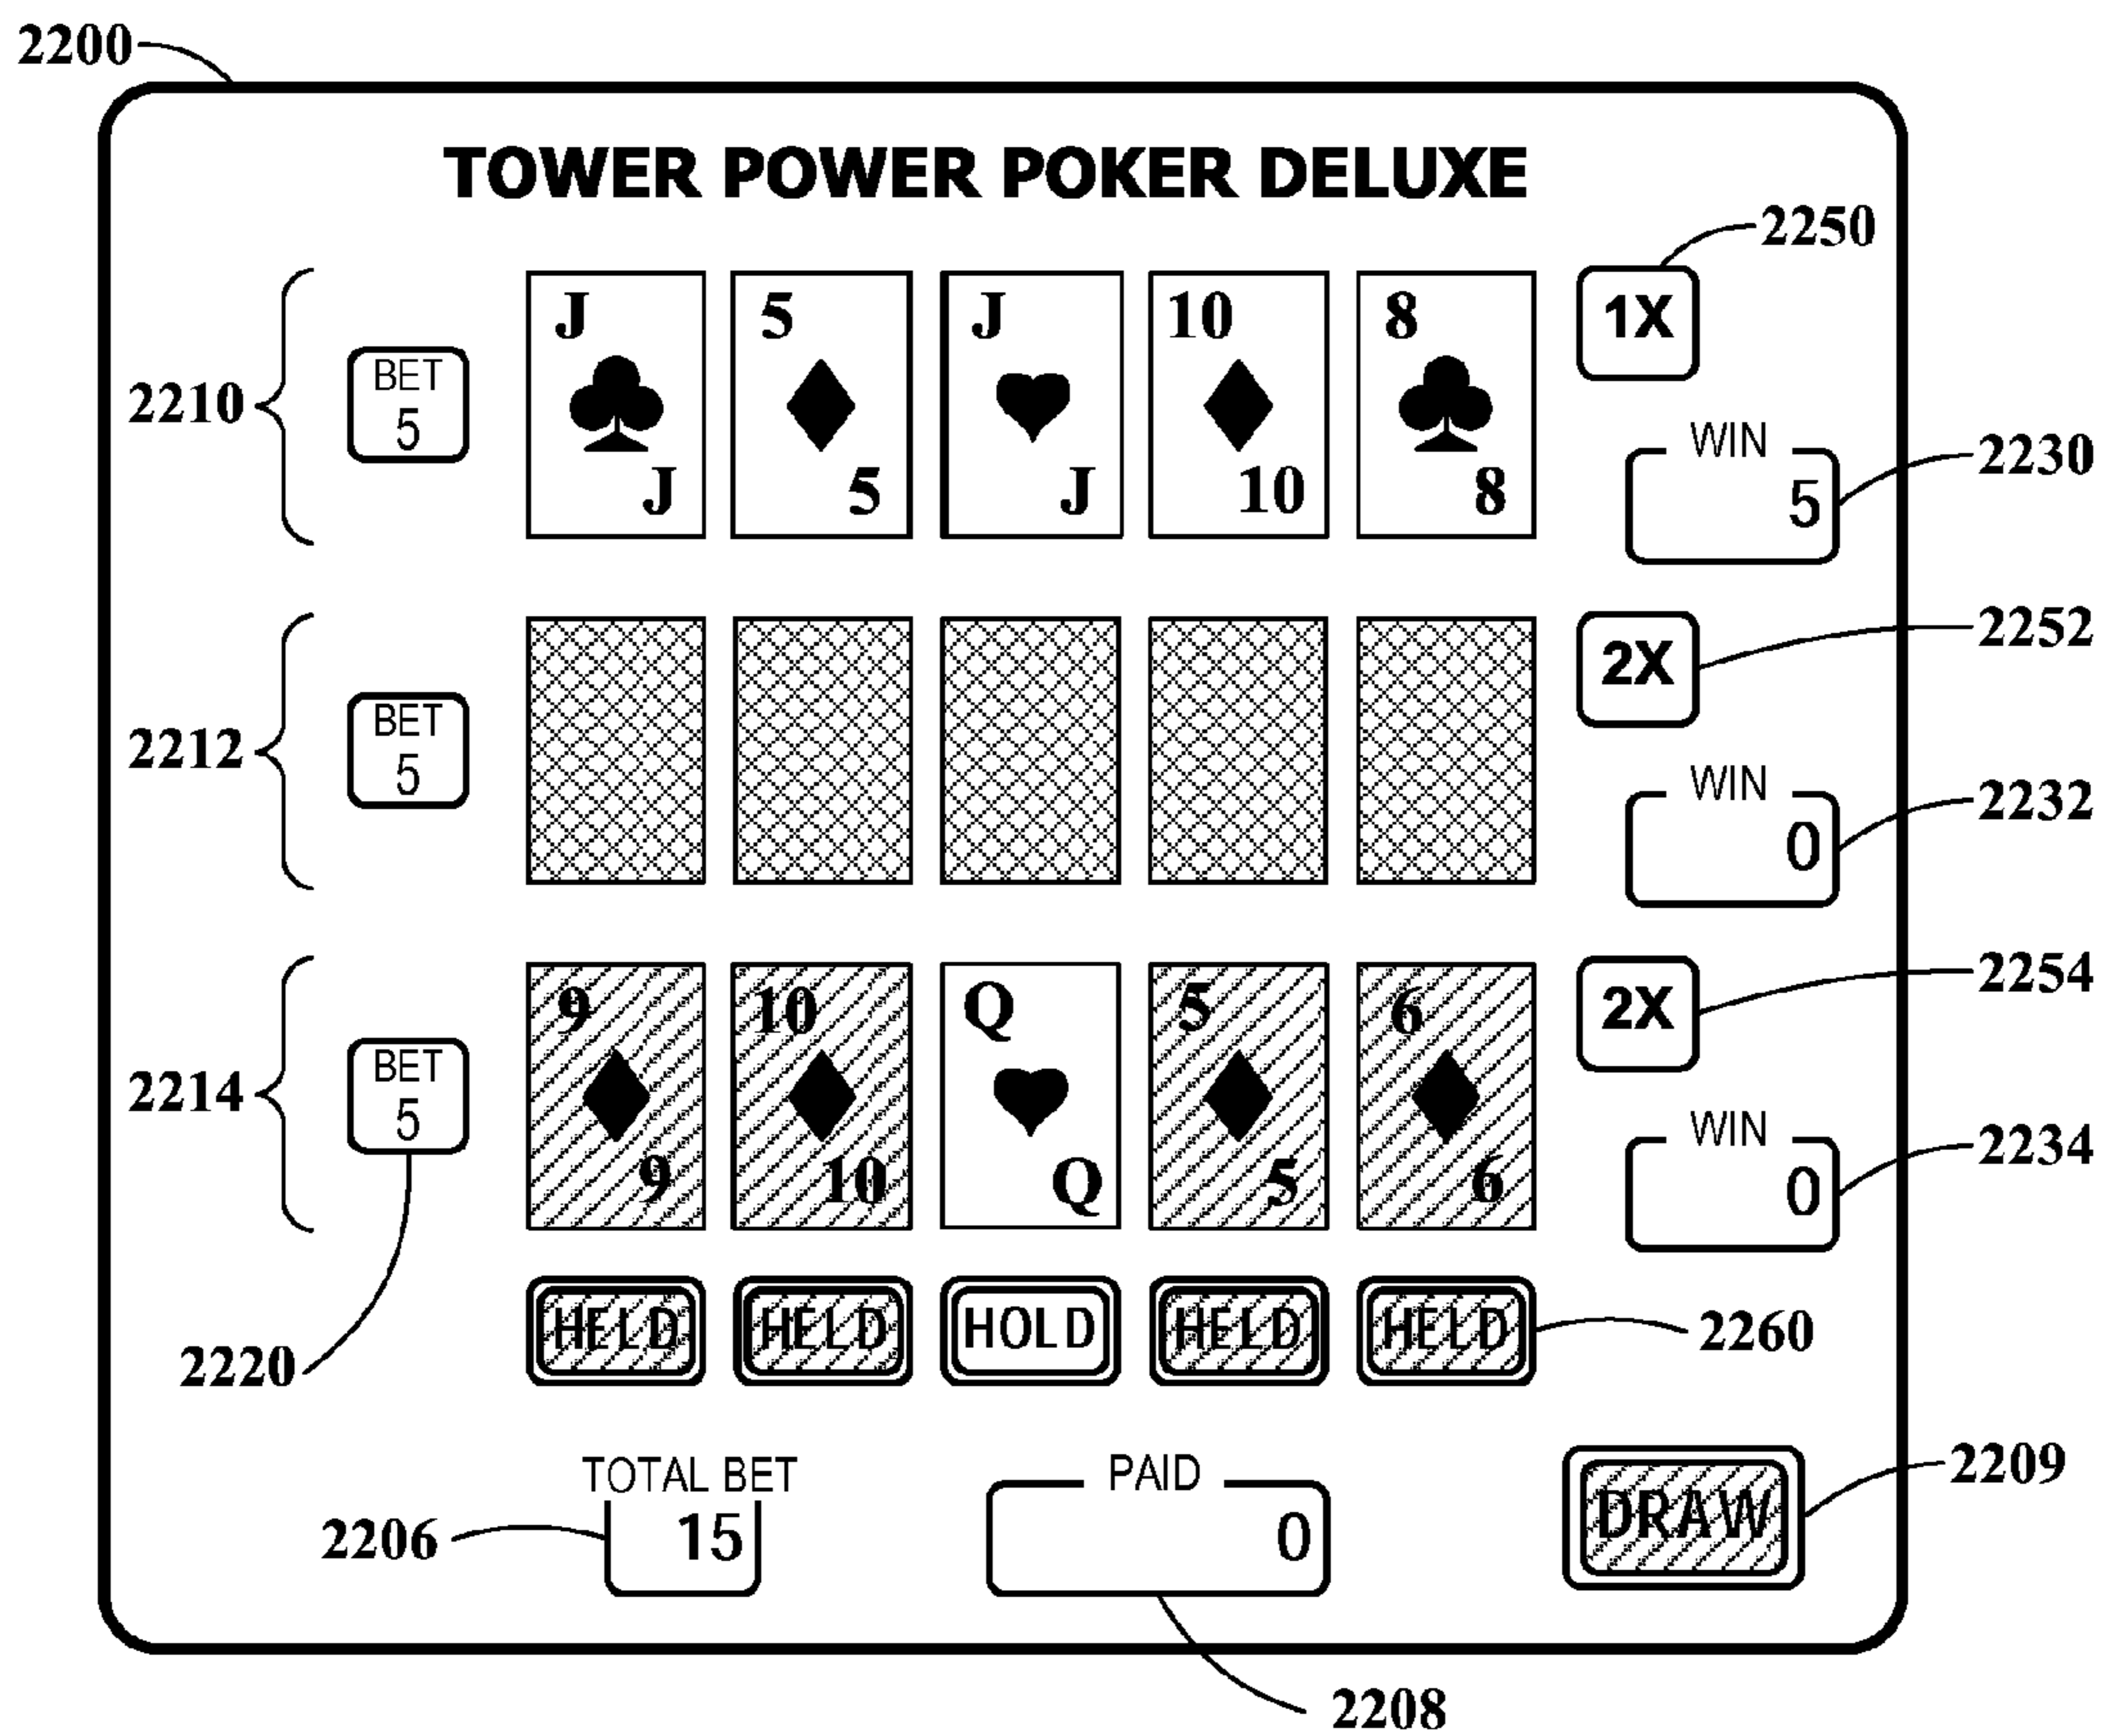 2200
TOWER POWER POKER DELUXE
2250
J 5 J 10 8 1X
BET
5
2210
J 5 J 10 8
WIN
5
2230
2252
2X
BET
5
2212
WIN
0
2232
2254
9 10 Q 5 6 2X
BET
5
2214
9 10 Q 5 6
WIN
0
2234
HELD HELD HOLD HELD HELD
2260
2220
TOTAL BET
15
2206
PAID
0
2208
DRAW
2209